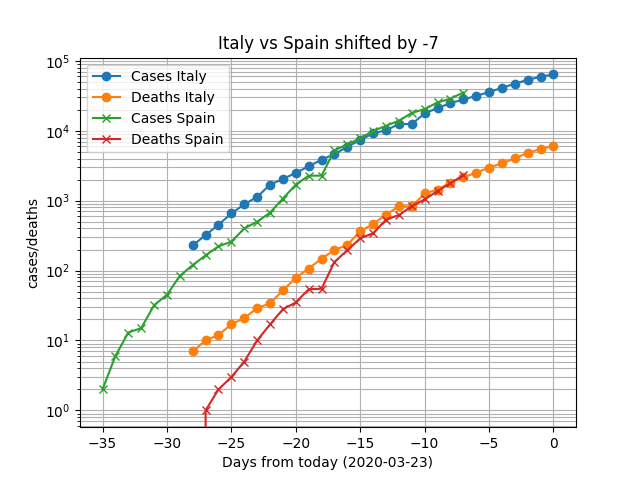 Italy vs Spain shifted by -7
10^5
10^4
10^3
10^2
10^1
10^0
cases/deaths
Cases Italy
Deaths Italy
Cases Spain
Deaths Spain
−35 −30 −25 −20 −15 −10 −5 0
Days from today (2020-03-23)